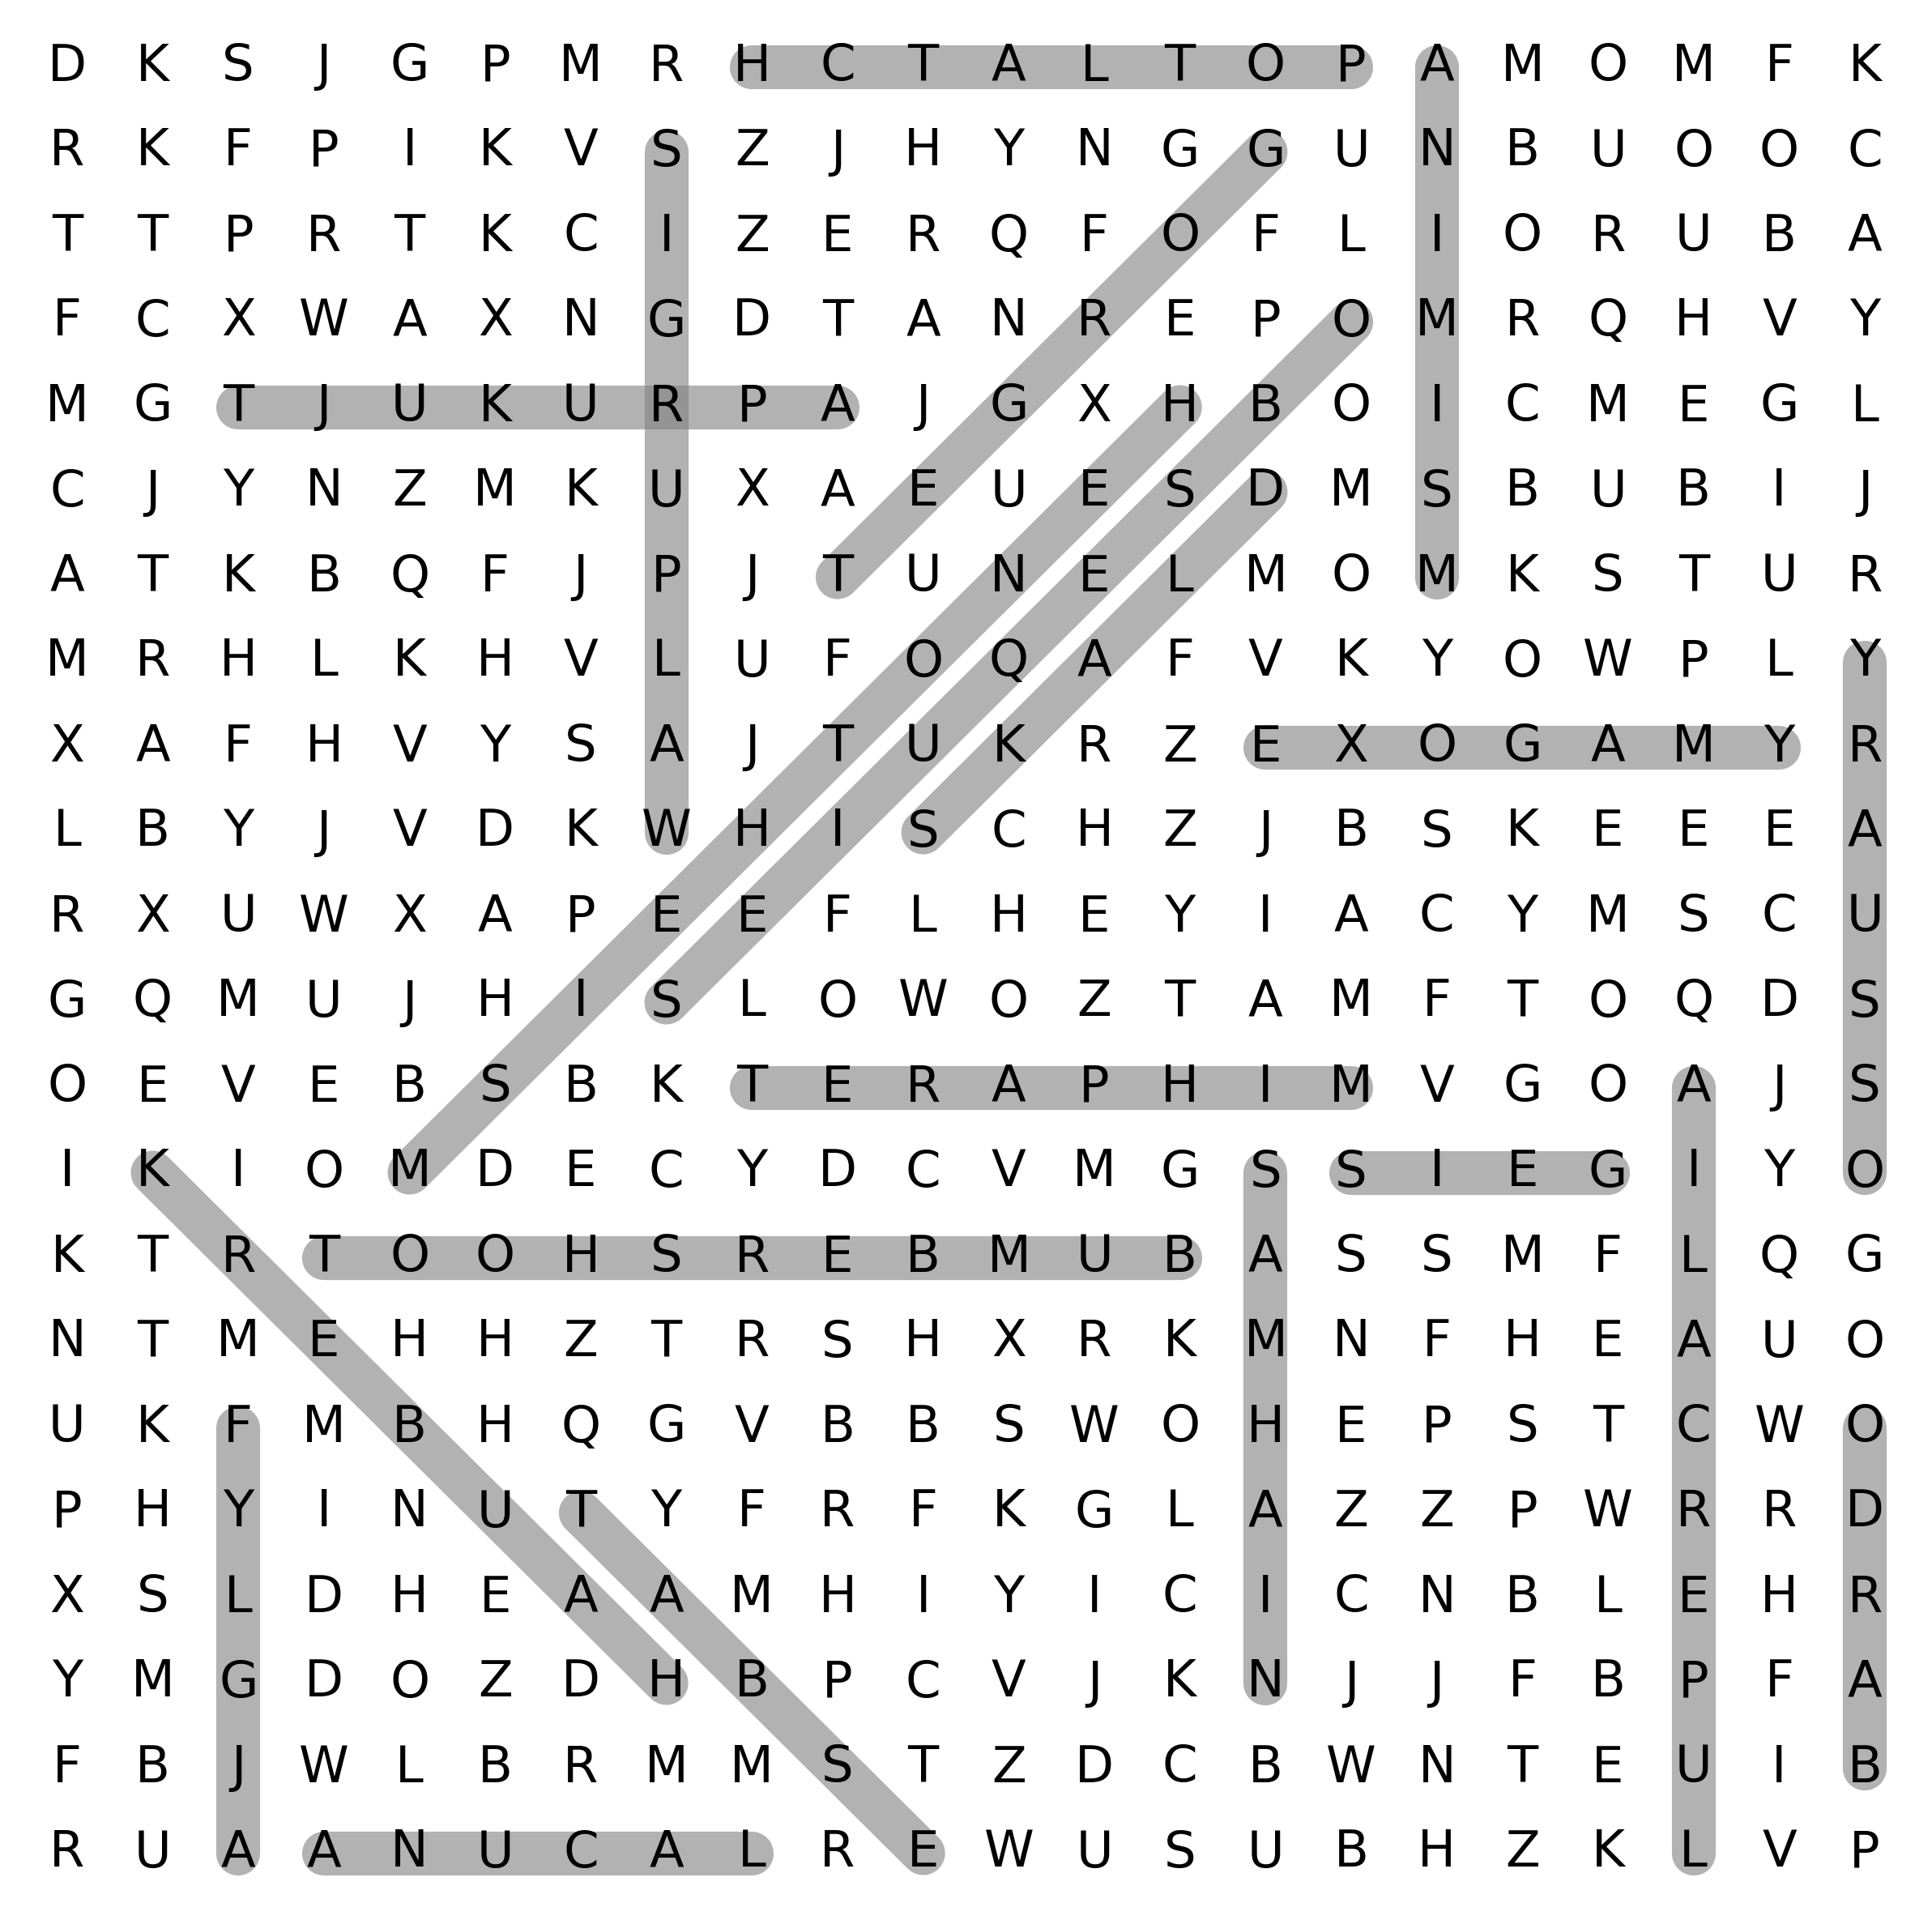 D K S J G P M R H C T A L T O P A M O M F K
R K F P I K V S Z J H Y N G G U N B U O O C
T T P R T K C I Z E R Q F O F L I O R U B A
F C X W A X N G D T A N R E P O M R Q H V Y
M G T J U K U R P A J G X H B O I C M E G L
C J Y N Z M K U X A E U E S D M S B U B I J
A T K B Q F J P J T U N E L M O M K S T U R
M R H L K H V L U F O Q A F V K Y O W P L Y
X A F H V Y S A J T U K R Z E X O G A M Y R
L B Y J V D K W H I S C H Z J B S K E E E A
R X U W X A P E E F L H E Y I A C Y M S C U
G Q M U J H I S L O W O Z T A M F T O Q D S
O E V E B S B K T E R A P H I M V G O A J S
I K I O M D E C Y D C V M G S S I E G I Y O
K T R T O O H S R E B M U B A S S M F L Q G
N T M E H H Z T R S H X R K M N F H E A U O
U K F M B H Q G V B B S W O H E P S T C W O
P H Y I N U T Y F R F K G L A Z Z P W R R D
X S L D H E A A M H I Y I C I C N B L E H R
Y M G D O Z D H B P C V J K N J J F B P F A
F B J W L B R M M S T Z D C B W N T E U I B
R U A A N U C A L R E W U S U B H Z K L V P